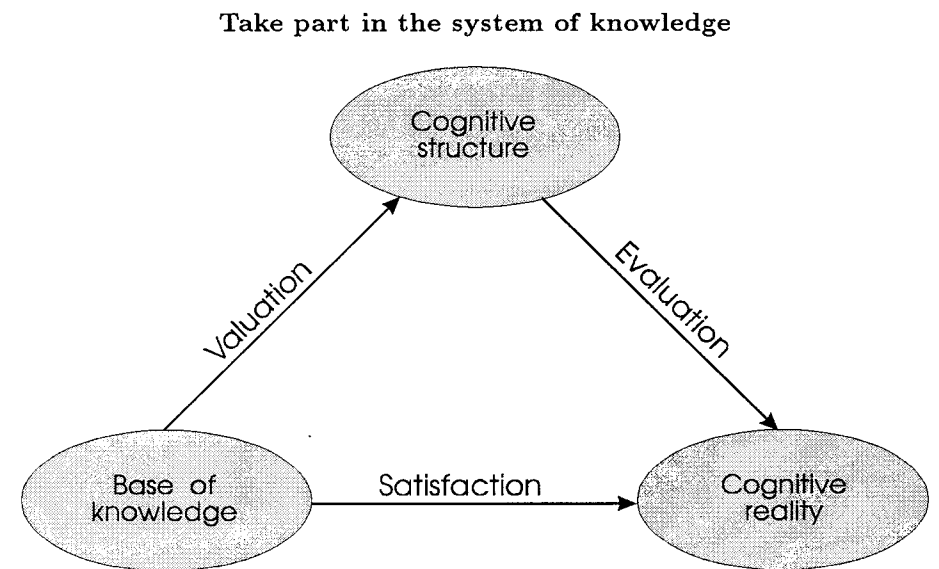 Take part in the system of knowledge
Cognitive
structure
Valuation
Evaluation
Base of
knowledge
Satisfaction
Cognitive
reality